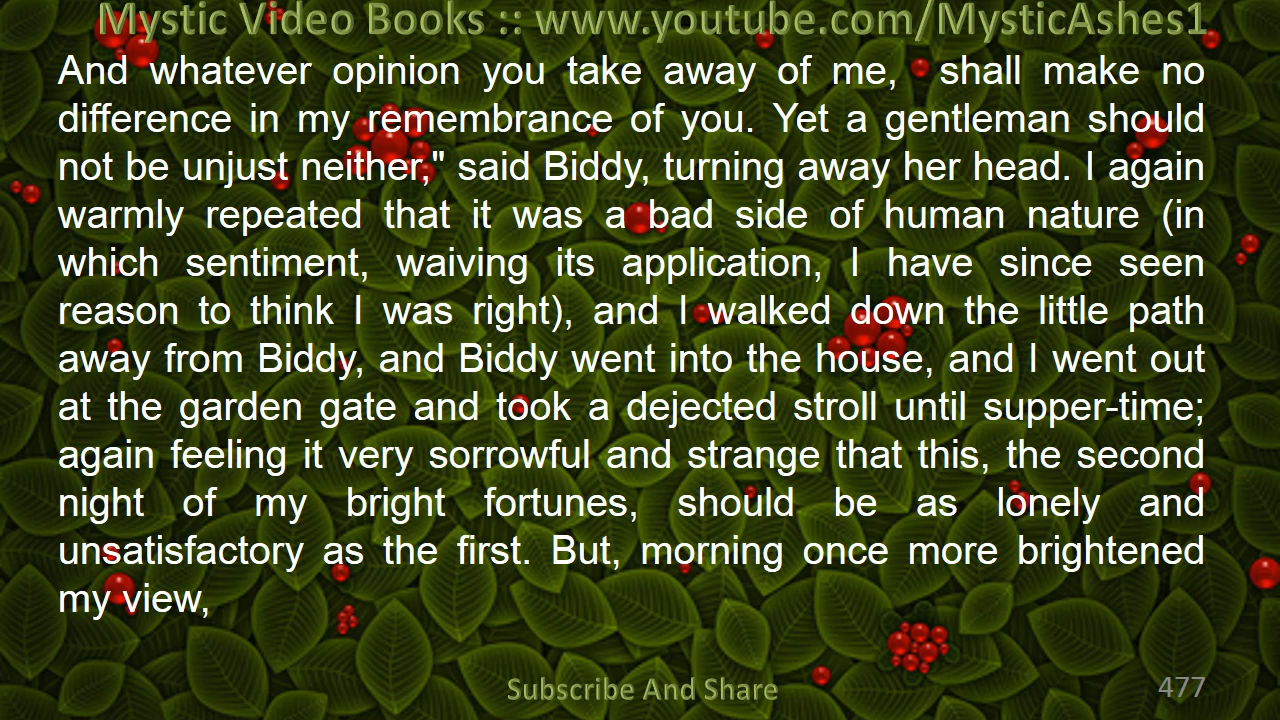 Mystic Video Books :: www.youtube.com/MysticAshes1
And whatever opinion you take away of me, shall make no
difference in my remembrance of you. Yet a gentleman should
not be unjust neither," said Biddy, turning away her head. I again
warmly repeated that it was a bad side of human nature (in
which sentiment, waiving its application, I have since seen
reason to think I was right), and I walked down the little path
away from Biddy, and Biddy went into the house, and I went out
at the garden gate and took a dejected stroll until supper-time;
again feeling it very sorrowful and strange that this, the second
night of my bright fortunes, should be as lonely and
unsatisfactory as the first. But, morning once more brightened
my view,
Subscribe And Share
477